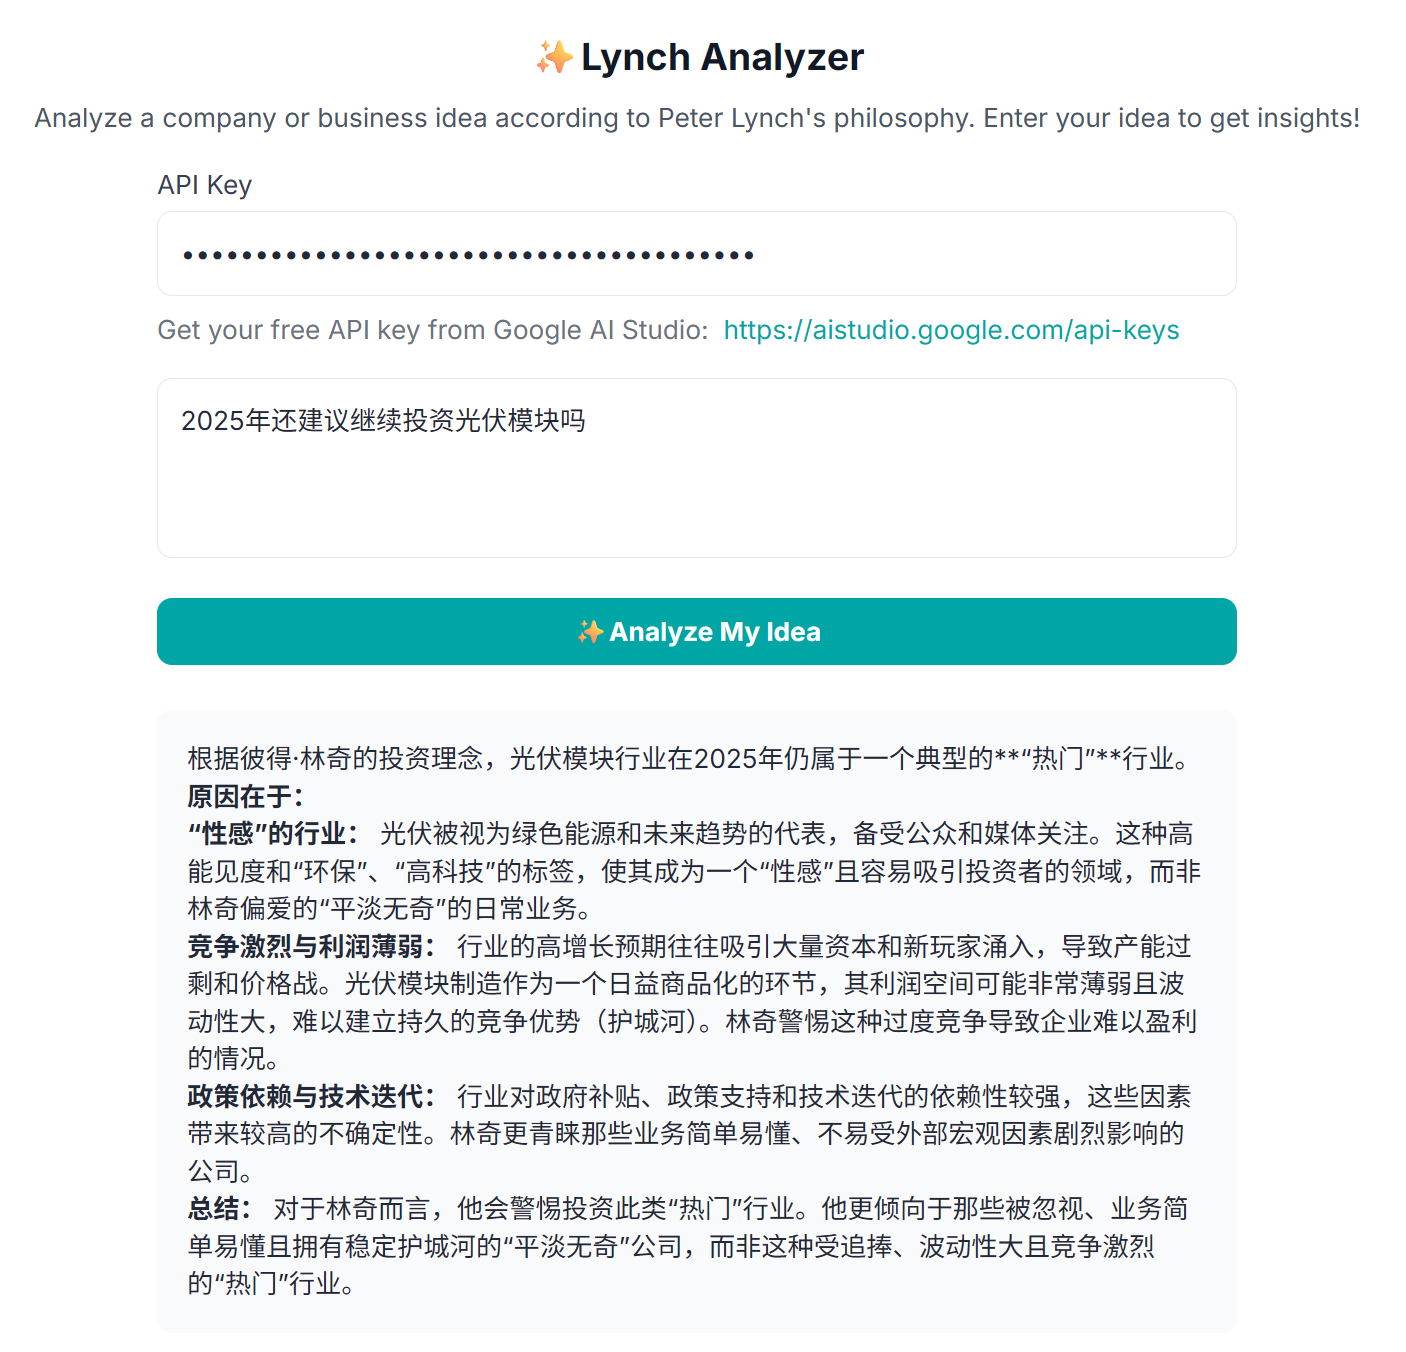 ✨Lynch Analyzer
Analyze a company or business idea according to Peter Lynch's philosophy. Enter your idea to get insights!
API Key
•••••••••••••••••••••••••••••••••••••••
Get your free API key from Google AI Studio: https://aistudio.google.com/api-keys
2025年还建议继续投资光伏模块吗
✨Analyze My Idea
根据彼得·林奇的投资理念，光伏模块行业在2025年仍属于一个典型的**“热门”**行业。
原因在于：
“性感”的行业： 光伏被视为绿色能源和未来趋势的代表，备受公众和媒体关注。这种高
能见度和“环保”、“高科技”的标签，使其成为一个“性感”且容易吸引投资者的领域，而非
林奇偏爱的“平淡无奇”的日常业务。
竞争激烈与利润薄弱： 行业的高增长预期往往吸引大量资本和新玩家涌入，导致产能过
剩和价格战。光伏模块制造作为一个日益商品化的环节，其利润空间可能非常薄弱且波
动性大，难以建立持久的竞争优势（护城河）。林奇警惕这种过度竞争导致企业难以盈利
的情况。
政策依赖与技术迭代： 行业对政府补贴、政策支持和技术迭代的依赖性较强，这些因素
带来较高的不确定性。林奇更青睐那些业务简单易懂、不易受外部宏观因素剧烈影响的
公司。
总结： 对于林奇而言，他会警惕投资此类“热门”行业。他更倾向于那些被忽视、业务简
单易懂且拥有稳定护城河的“平淡无奇”公司，而非这种受追捧、波动性大且竞争激烈
的“热门”行业。